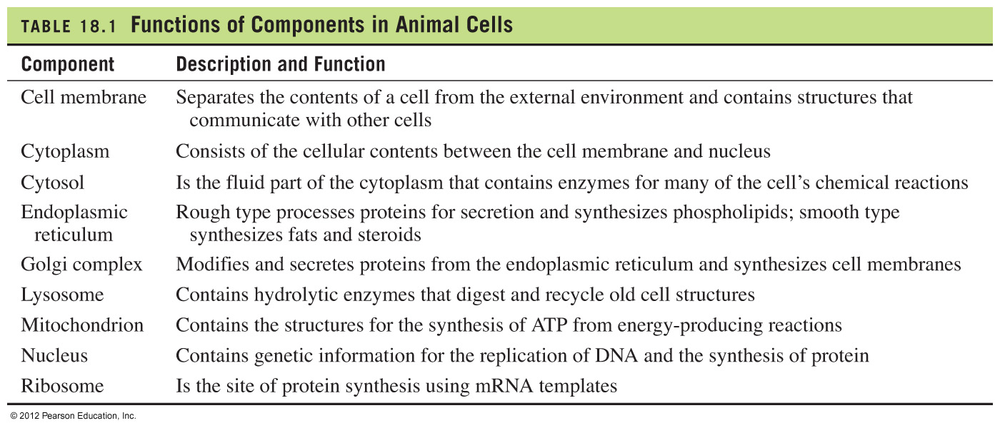 TABLE 18.1 Functions of Components in Animal Cells
Component Description and Function
Cell membrane Separates the contents of a cell from the external environment and contains structures that
communicate with other cells
Cytoplasm Consists of the cellular contents between the cell membrane and nucleus
Cytosol Is the fluid part of the cytoplasm that contains enzymes for many of the cell’s chemical reactions
Endoplasmic Rough type processes proteins for secretion and synthesizes phospholipids; smooth type
reticulum synthesizes fats and steroids
Golgi complex Modifies and secretes proteins from the endoplasmic reticulum and synthesizes cell membranes
Lysosome Contains hydrolytic enzymes that digest and recycle old cell structures
Mitochondrion Contains the structures for the synthesis of ATP from energy-producing reactions
Nucleus Contains genetic information for the replication of DNA and the synthesis of protein
Ribosome Is the site of protein synthesis using mRNA templates
© 2012 Pearson Education, Inc.